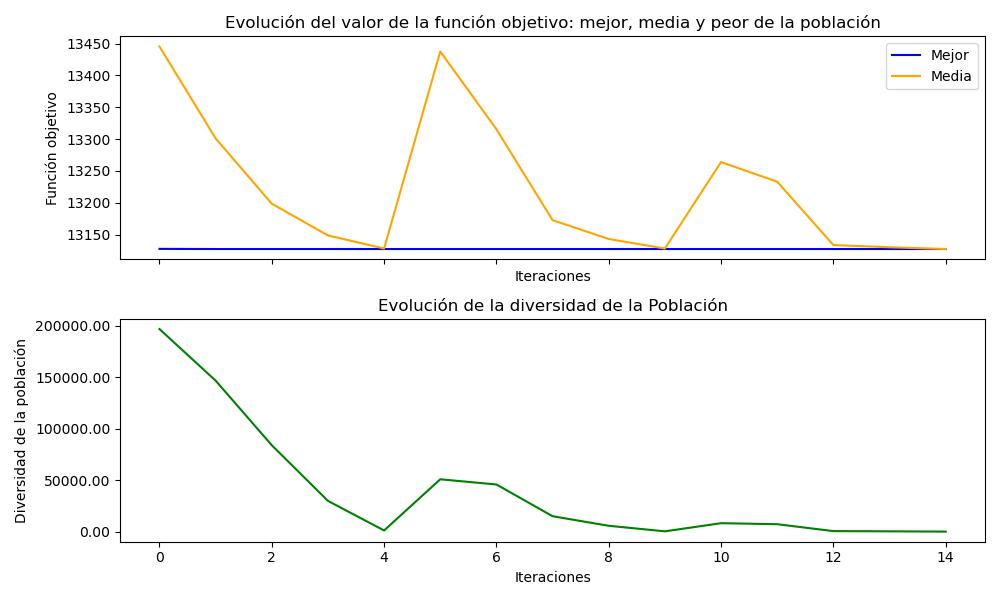 Evolución del valor de la función objetivo: mejor, media y peor de la población
13450
13400
13350
13300
13250
13200
13150
Función objetivo
Mejor
Media
Iteraciones
Evolución de la diversidad de la Población
200000.00
150000.00
100000.00
50000.00
0.00
Diversidad de la población
0 2 4 6 8 10 12 14
Iteraciones